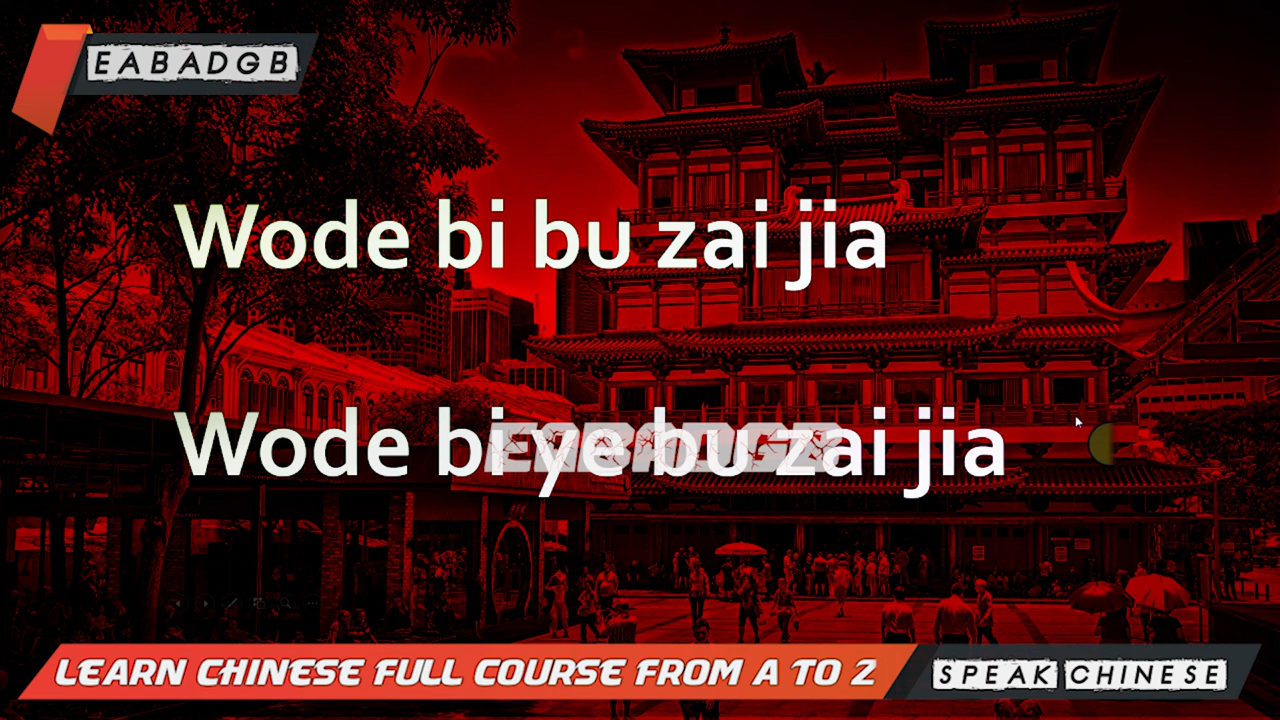 EABADGB
Wode bi bu zai jia
Wode bi ye bu zai jia
EABADGB
LEARN CHINESE FULL COURSE FROM A TO Z
SPEAK CHINESE